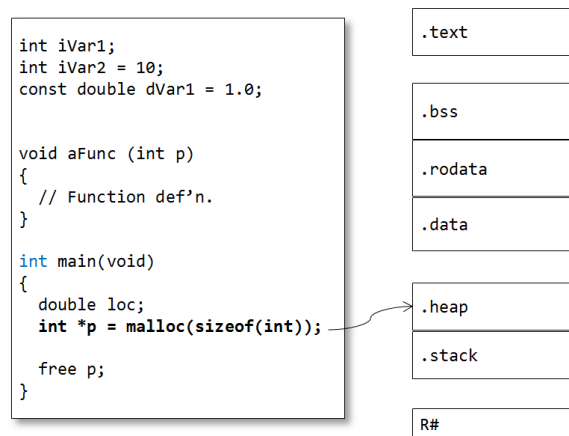 int iVar1;
int iVar2 = 10;
const double dVar1 = 1.0;
void aFunc (int p)
{
// Function def’n.
}
int main(void)
{
double loc;
int *p = malloc(sizeof(int));
free p;
}
.text
.bss
.rodata
.data
.heap
.stack
R#